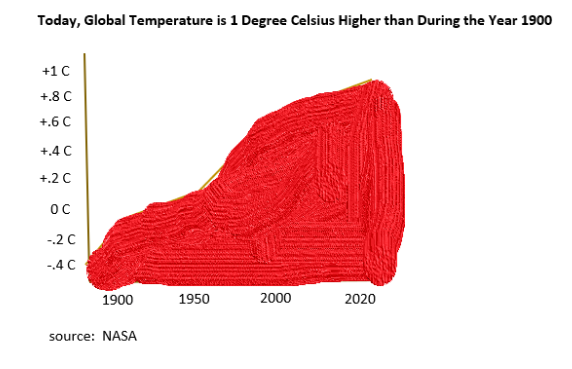 Today, Global Temperature is 1 Degree Celsius Higher than During the Year 1900
+1 C
+.8 C
+.6 C
+.4 C
+.2 C
0 C
-.2 C
-.4 C
1900 1950 2000 2020
source: NASA